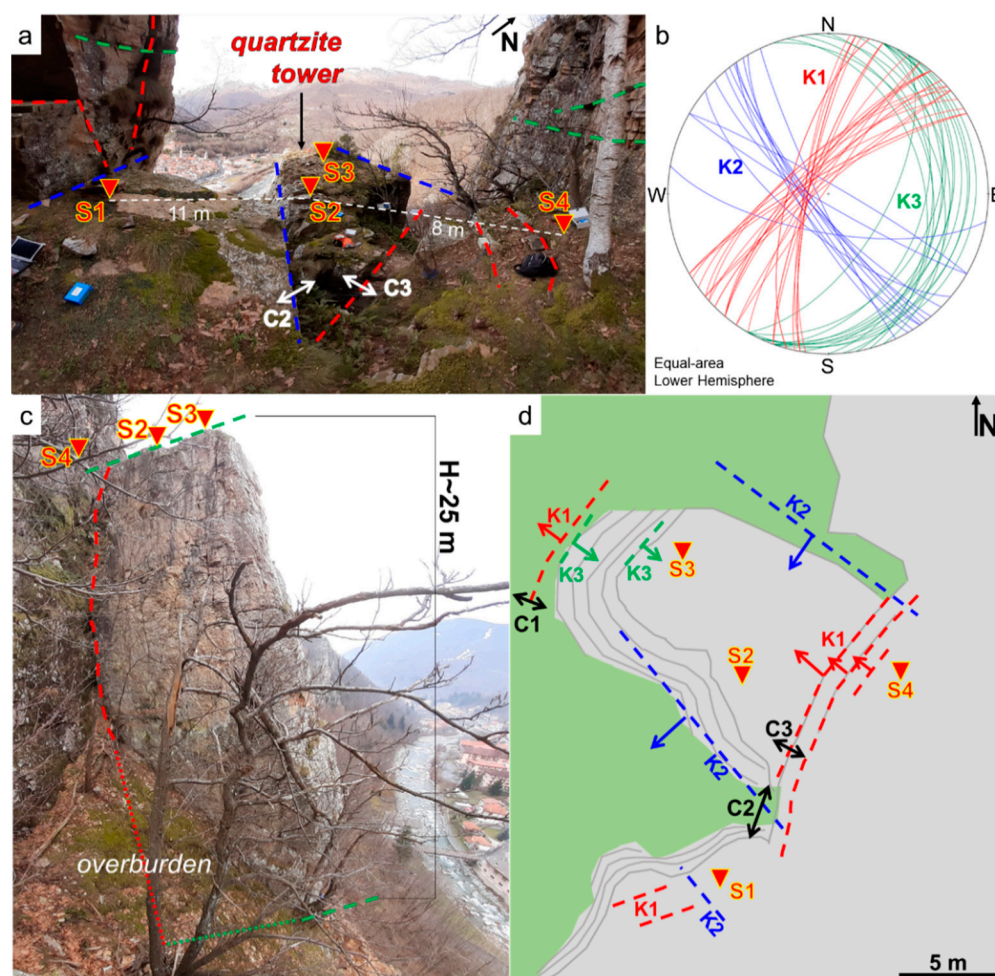 a
quartzite
tower
N
S1
S3
S2
S4
11 m
8 m
C2
C3
b
N
K1
K2
K3
W
E
S
Equal-area
Lower Hemisphere
c
S4
S2
S3
H~25 m
overburden
d
N
K1
K2
K3
K3
S3
C1
S2
K1
S4
C3
K2
C2
S1
K1
K2
5 m